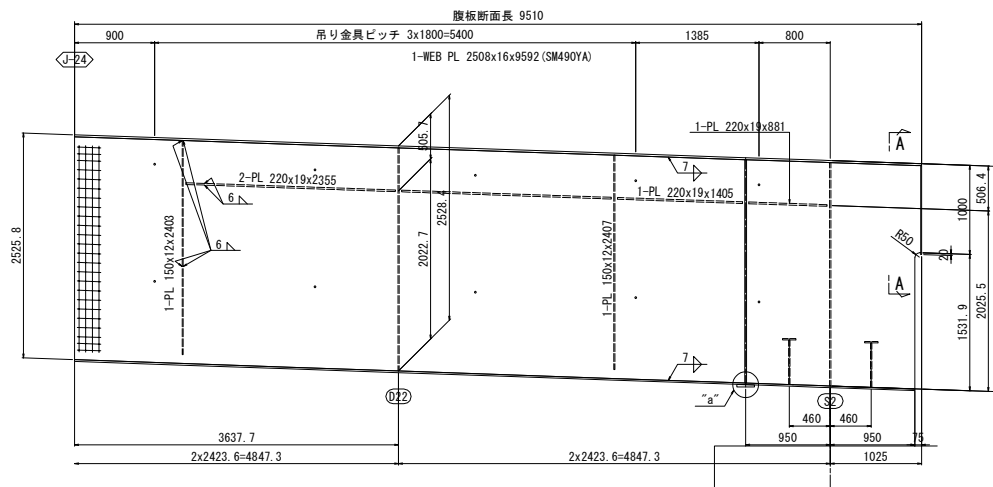 腹板断面長 9510
900
吊り金具ピッチ 3x1800=5400
1385
800
J-24
1-WEB PL 2508x16x9592(SM490YA)
505.7
1-PL 220x19x881
A
7
2-PL 220x19x2355
1-PL 220x19x1405
506.4
1000
6
2528.4
2525.8
1-PL 150x12x2403
6
2022.7
1-PL 150x12x2407
R50
20
A
1531.9
2025.5
7
"a"
D22
S2
460
460
3637.7
950
950
75
2x2423.6=4847.3
2x2423.6=4847.3
1025